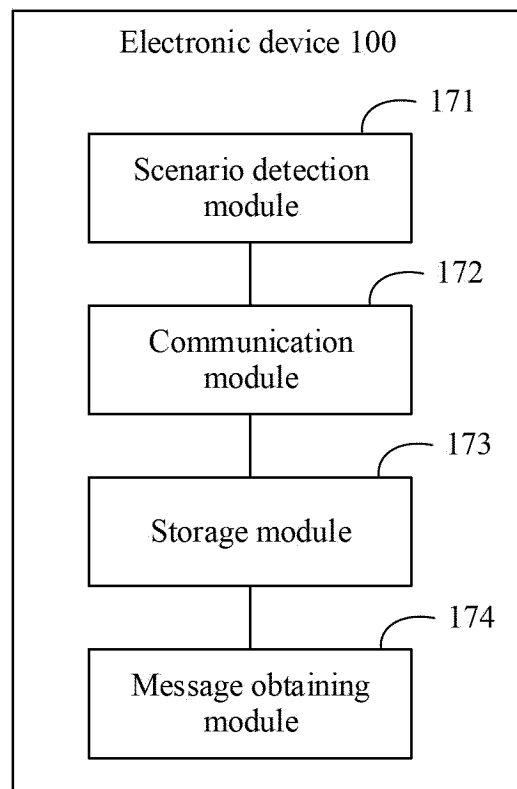 Electronic device 100
171
Scenario detection
module
172
Communication
module
173
Storage module
174
Message obtaining
module